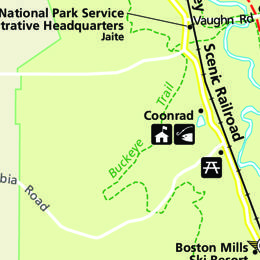 National Park Service
trative Headquarters
Jaite
Vaughn Rd
ey
Scenic Railroad
Coonrad
Buckeye Trail
bia Road
Boston Mills
Ski Resort